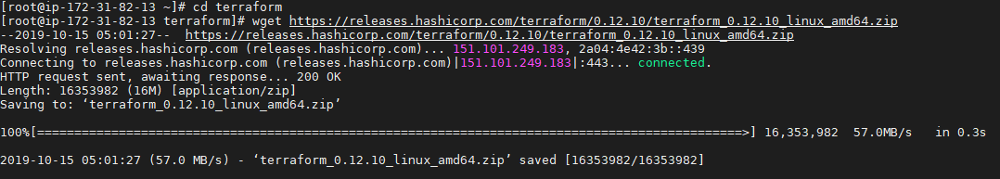 [root@ip-172-31-82-13 ~]# cd terraform
[root@ip-172-31-82-13 terraform]# wget https://releases.hashicorp.com/terraform/0.12.10/terraform_0.12.10_linux_amd64.zip
--2019-10-15 05:01:27--  https://releases.hashicorp.com/terraform/0.12.10/terraform_0.12.10_linux_amd64.zip
Resolving releases.hashicorp.com (releases.hashicorp.com)... 151.101.249.183, 2a04:4e42:3b::439
Connecting to releases.hashicorp.com (releases.hashicorp.com)|151.101.249.183|:443... connected.
HTTP request sent, awaiting response... 200 OK
Length: 16353982 (16M) [application/zip]
Saving to: ‘terraform_0.12.10_linux_amd64.zip’
100%[================================================================================================>] 16,353,982  57.0MB/s   in 0.3s
2019-10-15 05:01:27 (57.0 MB/s) - ‘terraform_0.12.10_linux_amd64.zip’ saved [16353982/16353982]